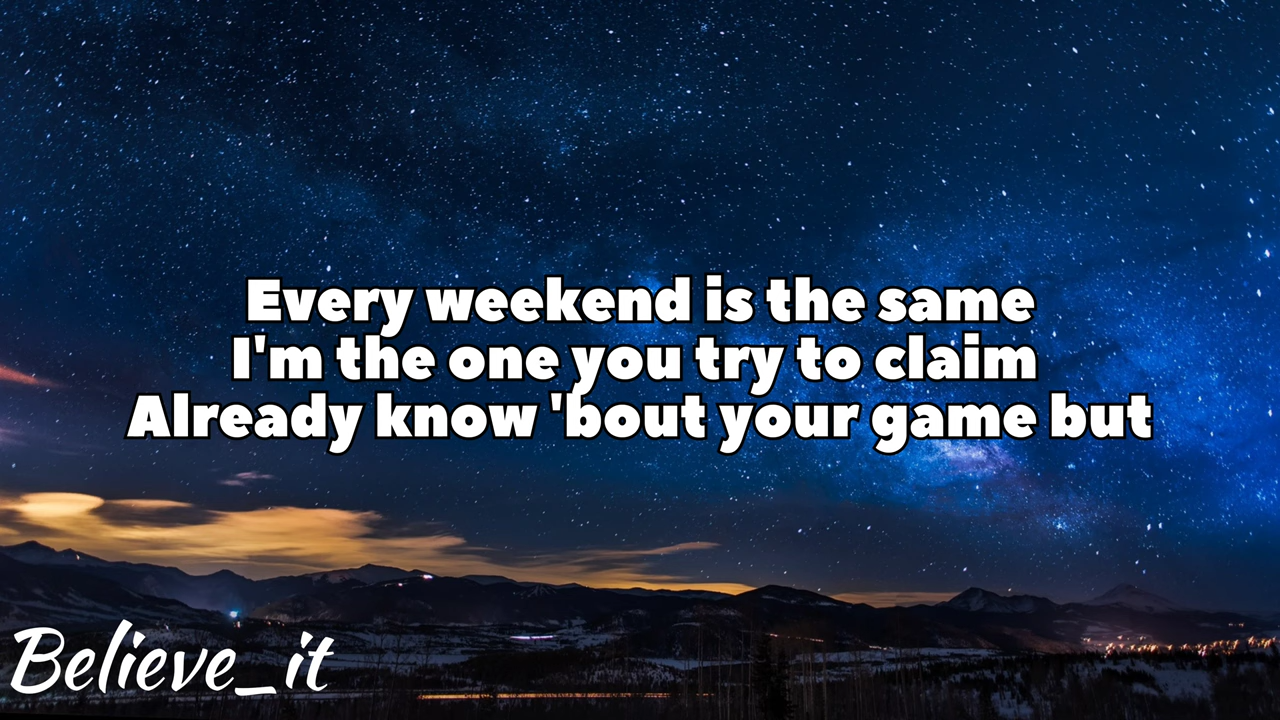 Every weekend is the same
I'm the one you try to claim
Already know 'bout your game but
Believe_it